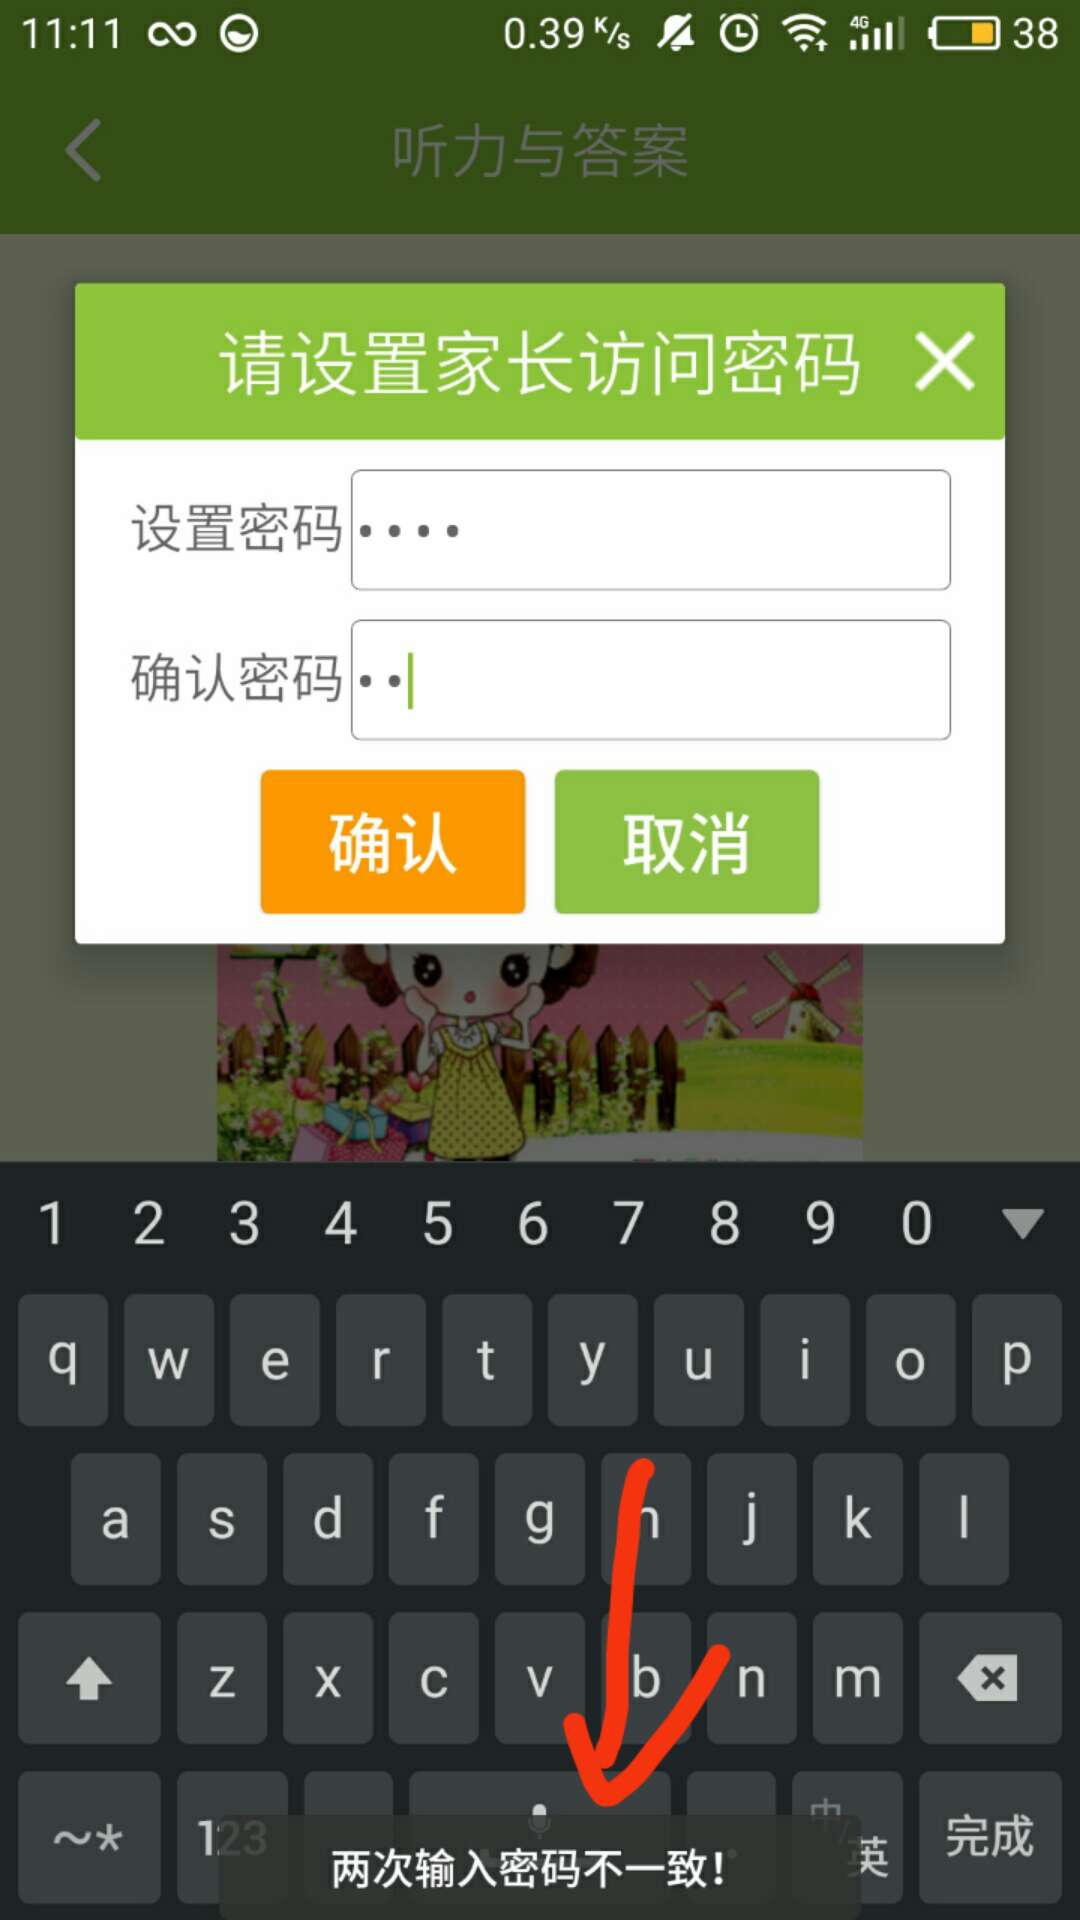 11:11 0.39 K/s 4G 38
听力与答案
请设置家长访问密码
设置密码 ••••
确认密码 ••
确认 取消
1 2 3 4 5 6 7 8 9 0
q w e r t y u i o p
a s d f g h j k l
z x c v b n m
~* 123 中/英 完成
两次输入密码不一致!